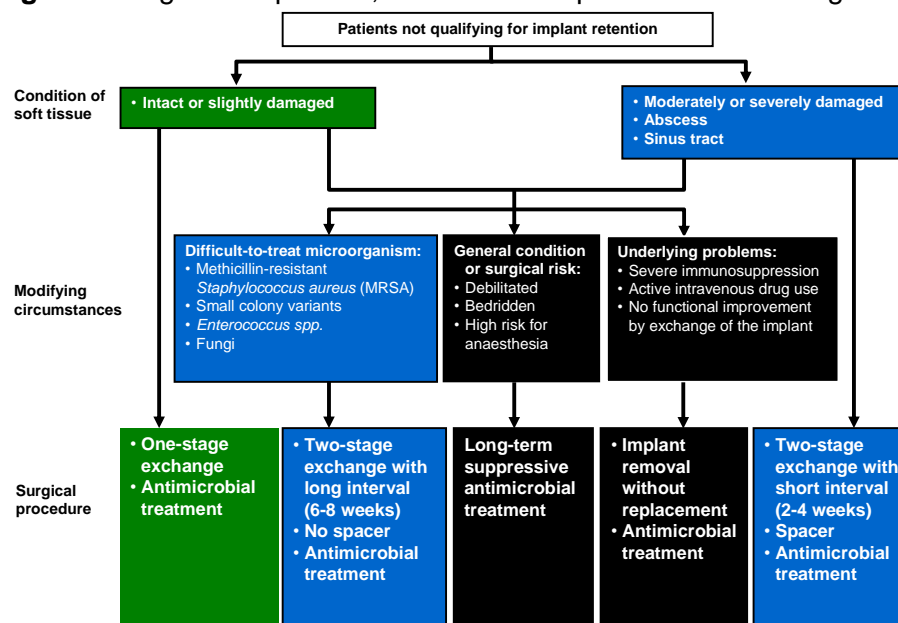 Patients not qualifying for implant retention
Condition of
soft tissue
• Intact or slightly damaged
• Moderately or severely damaged
• Abscess
• Sinus tract
Modifying
circumstances
Difficult-to-treat microorganism:
• Methicillin-resistant
Staphylococcus aureus (MRSA)
• Small colony variants
• Enterococcus spp.
• Fungi
General condition
or surgical risk:
• Debilitated
• Bedridden
• High risk for
anaesthesia
Underlying problems:
• Severe immunosuppression
• Active intravenous drug use
• No functional improvement
by exchange of the implant
Surgical
procedure
• One-stage
exchange
• Antimicrobial
treatment
• Two-stage
exchange with
long interval
(6-8 weeks)
• No spacer
• Antimicrobial
treatment
Long-term
suppressive
antimicrobial
treatment
• Implant
removal
without
replacement
• Antimicrobial
treatment
• Two-stage
exchange with
short interval
(2-4 weeks)
• Spacer
• Antimicrobial
treatment